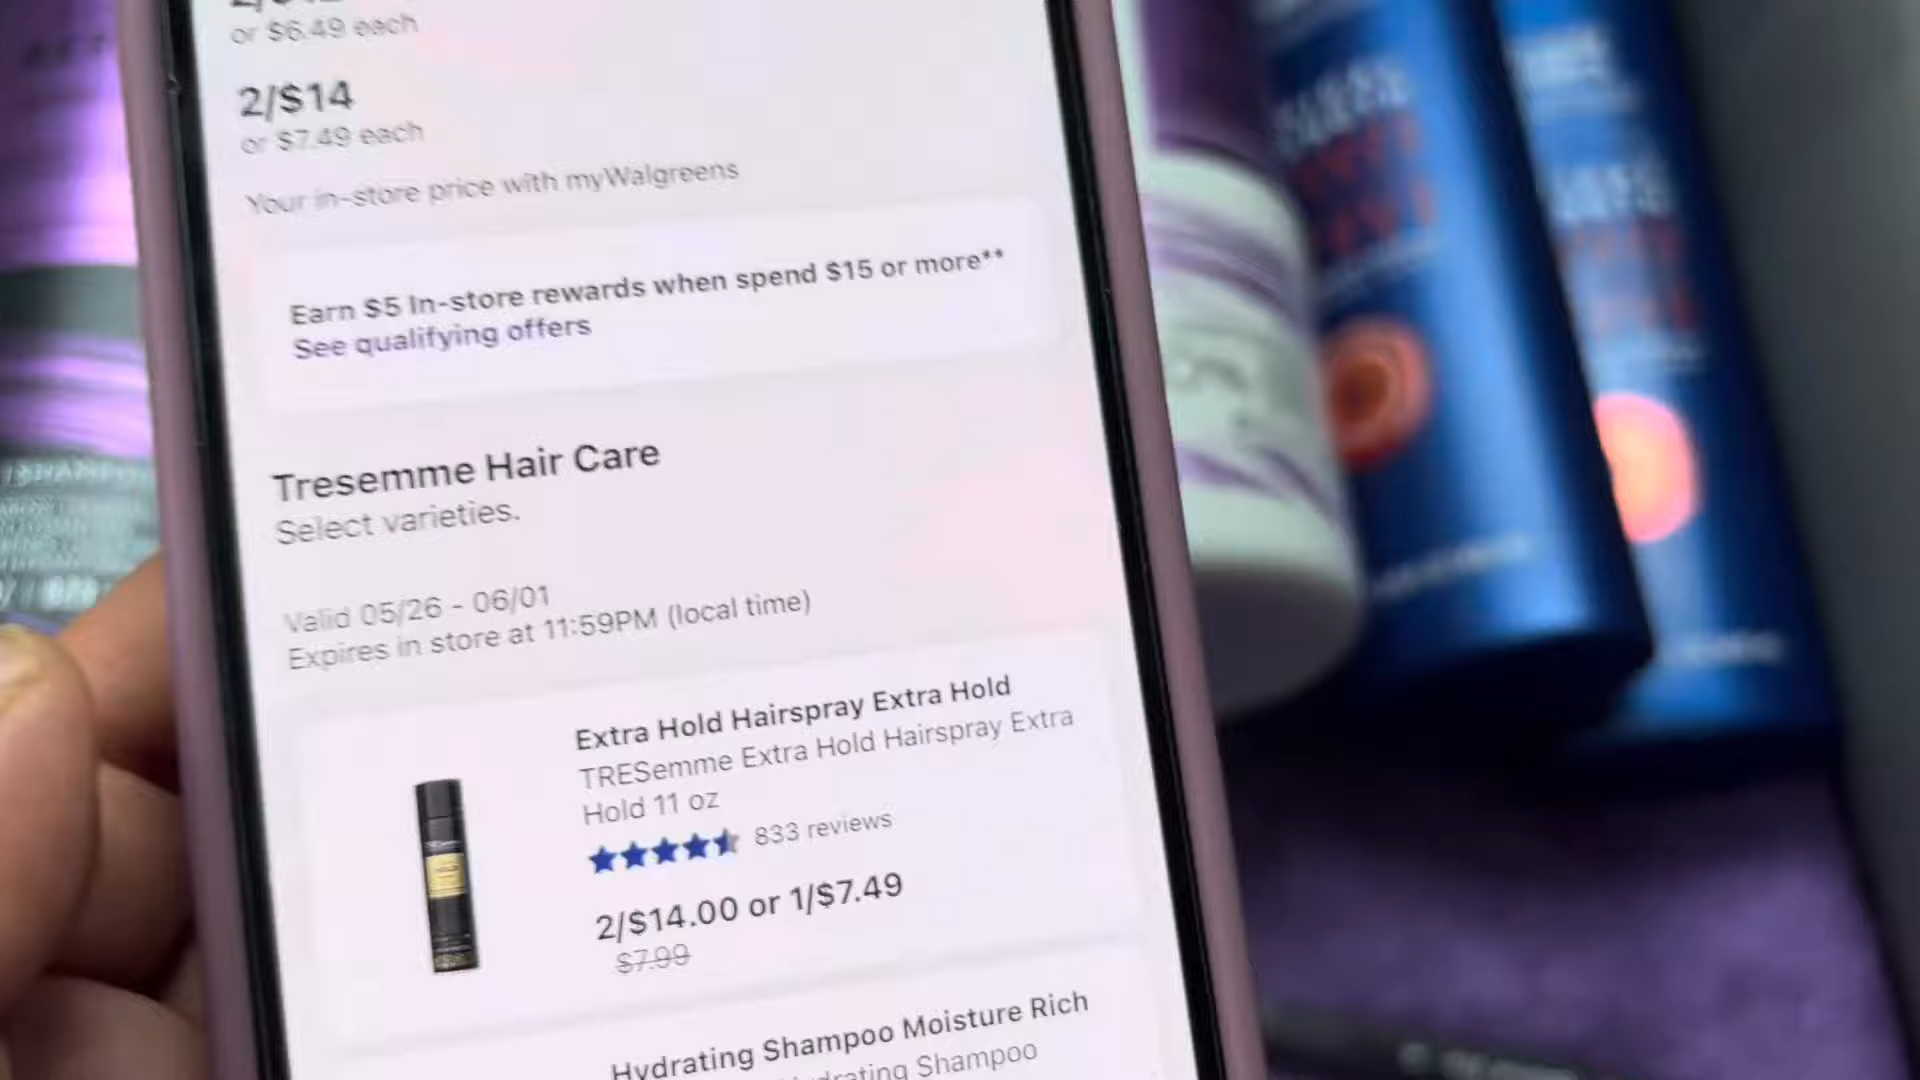 or $6.49 each
2/$14
or $7.49 each
Your in-store price with myWalgreens
Earn $5 In-store rewards when spend $15 or more**
See qualifying offers
Tresemme Hair Care
Select varieties.
Valid 05/26 - 06/01
Expires in store at 11:59PM (local time)
Extra Hold Hairspray Extra Hold
TRESemme Extra Hold Hairspray Extra
Hold 11 oz
833 reviews
2/$14.00 or 1/$7.49
$7.99
Hydrating Shampoo Moisture Rich
Hydrating Shampoo